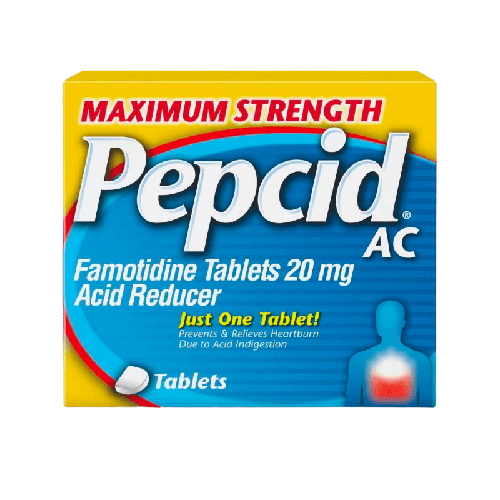 MAXIMUM STRENGTH
Pepcid®
AC
Famotidine Tablets 20 mg
Acid Reducer
Just One Tablet!
Prevents & Relieves Heartburn
Due to Acid Indigestion
Tablets